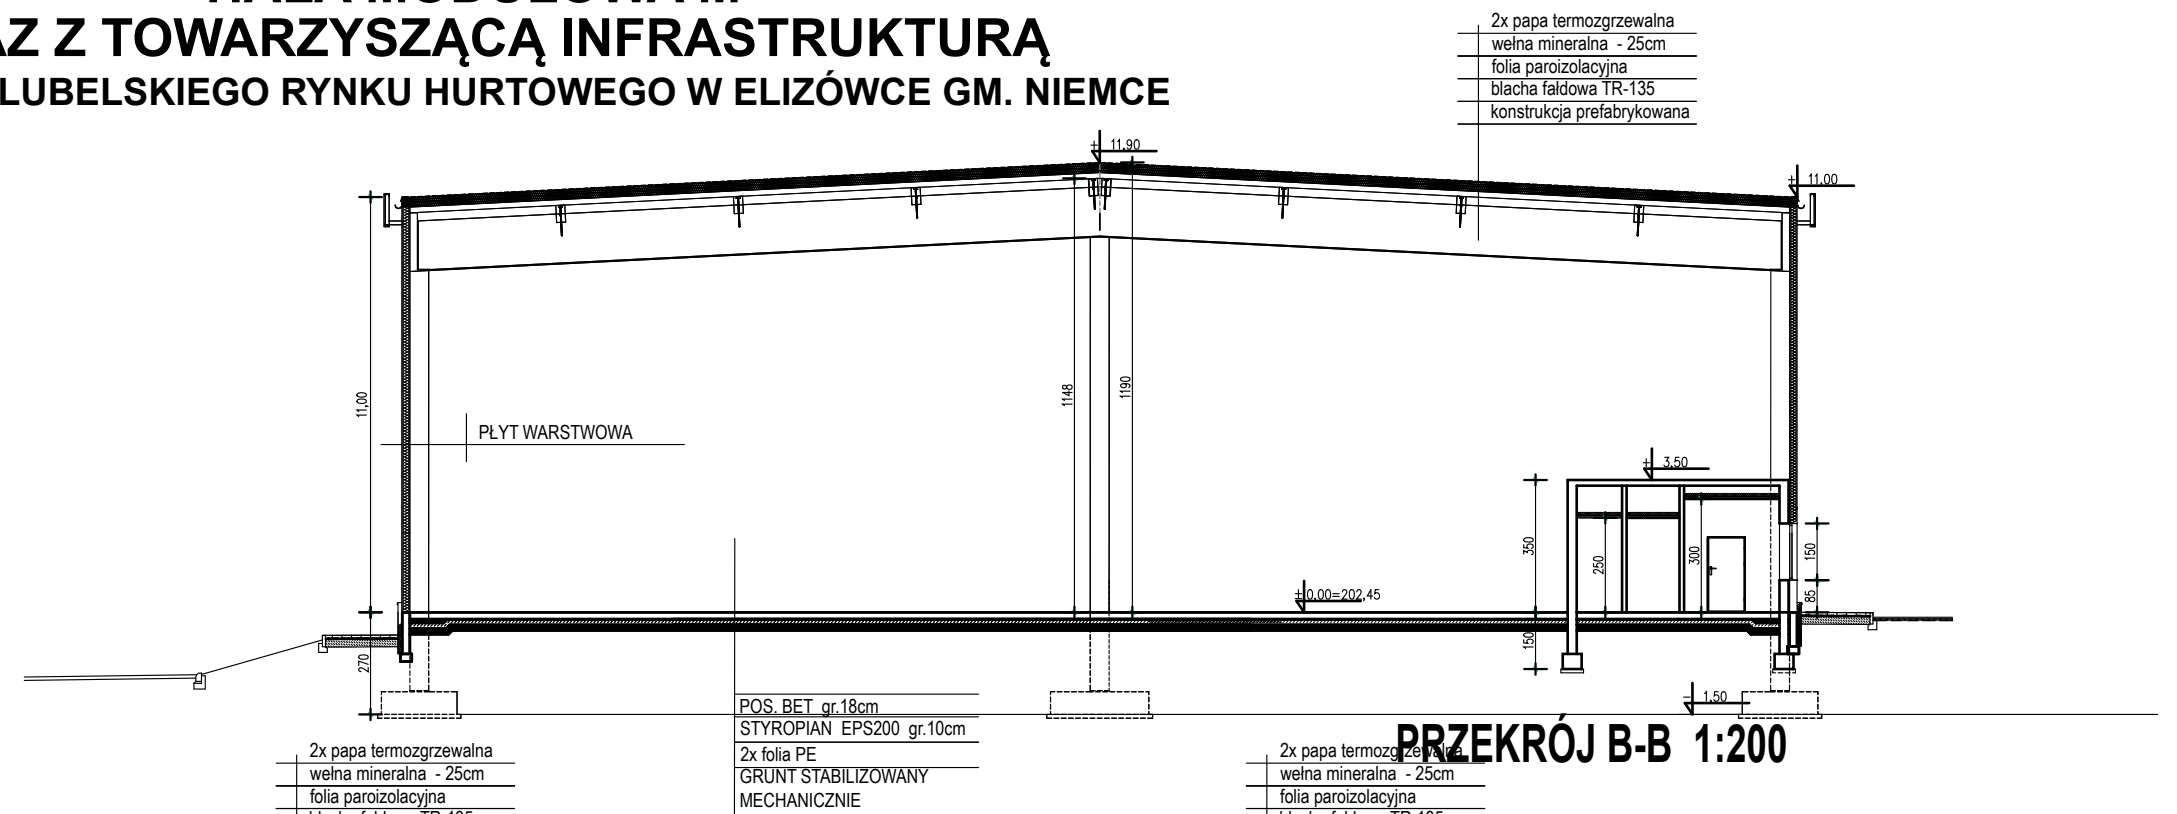 AZ Z TOWARZYSZĄCĄ INFRASTRUKTURĄ
LUBELSKIEGO RYNKU HURTOWEGO W ELIZÓWCE GM. NIEMCE
2x papa termozgrzewalna
wełna mineralna - 25cm
folia paroizolacyjna
blacha fałdowa TR-135
konstrukcja prefabrykowana
± 11,90
± 11,00
11,00
1148
1190
PŁYT WARSTWOWA
± 3,50
350
250
300
150
85
±0,00=202,45
270
150
- 1,50
POS. BET gr.18cm
STYROPIAN EPS200 gr.10cm
2x folia PE
GRUNT STABILIZOWANY
MECHANICZNIE
PRZEKRÓJ B-B 1:200
2x papa termozgrzewalna
wełna mineralna - 25cm
folia paroizolacyjna
2x papa termozgrzewalna
wełna mineralna - 25cm
folia paroizolacyjna